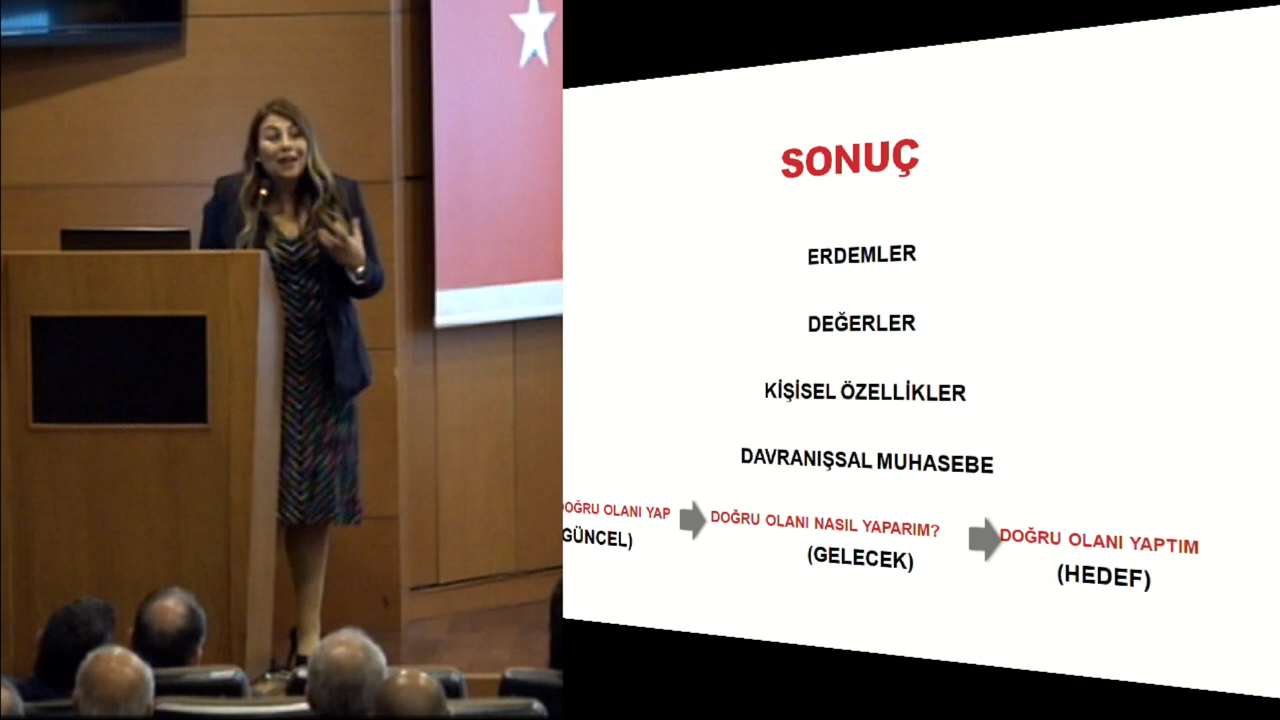 SONUÇ
ERDEMLER
DEĞERLER
KİŞİSEL ÖZELLİKLER
DAVRANIŞSAL MUHASEBE
DOĞRU OLANI YAP
(GÜNCEL)
DOĞRU OLANI NASIL YAPARIM?
(GELECEK)
DOĞRU OLANI YAPTIM
(HEDEF)